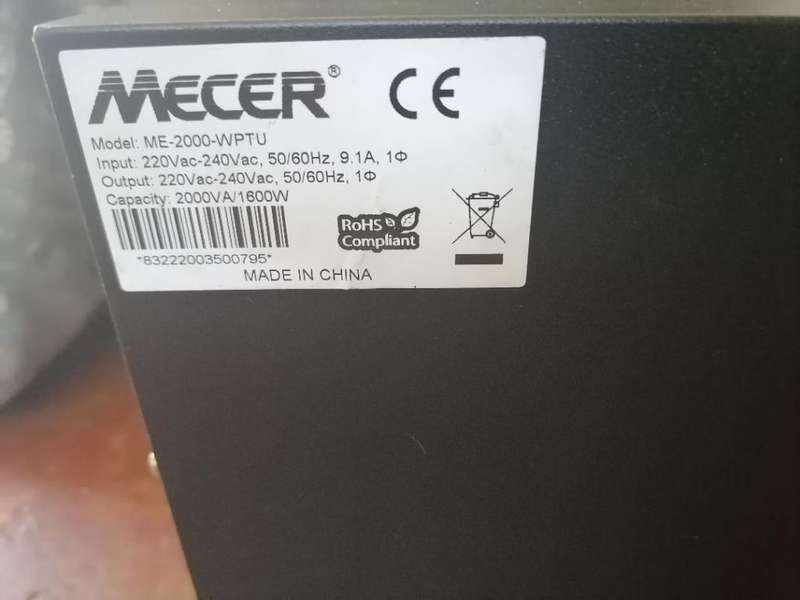 MECER® CE
Model: ME-2000-WPTU
Input: 220Vac-240Vac, 50/60Hz, 9.1A, 1Φ
Output: 220Vac-240Vac, 50/60Hz, 1Φ
Capacity: 2000VA/1600W
RoHS
Compliant
*83222003500795*
MADE IN CHINA